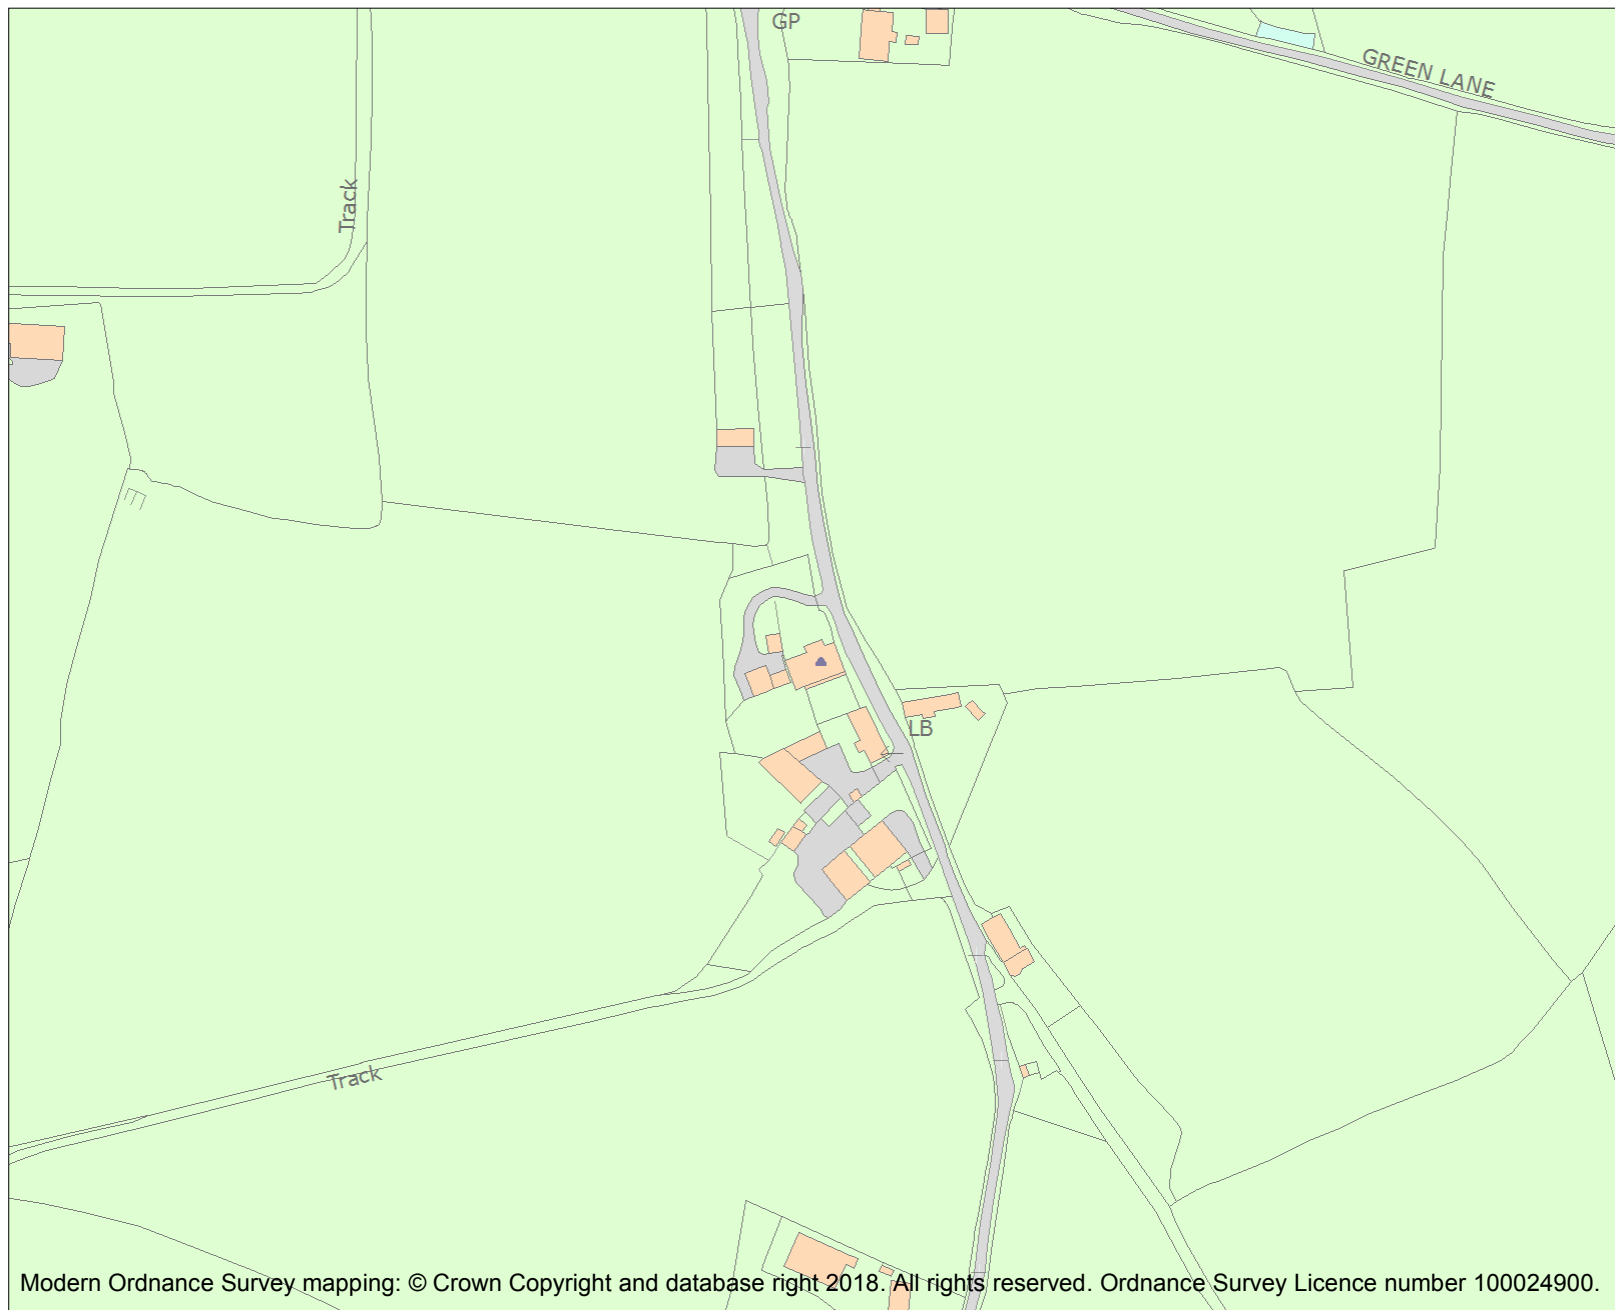 GP
GREEN LANE
Track
LB
Track
Modern Ordnance Survey mapping: © Crown Copyright and database right 2018. All rights reserved. Ordnance Survey Licence number 100024900.